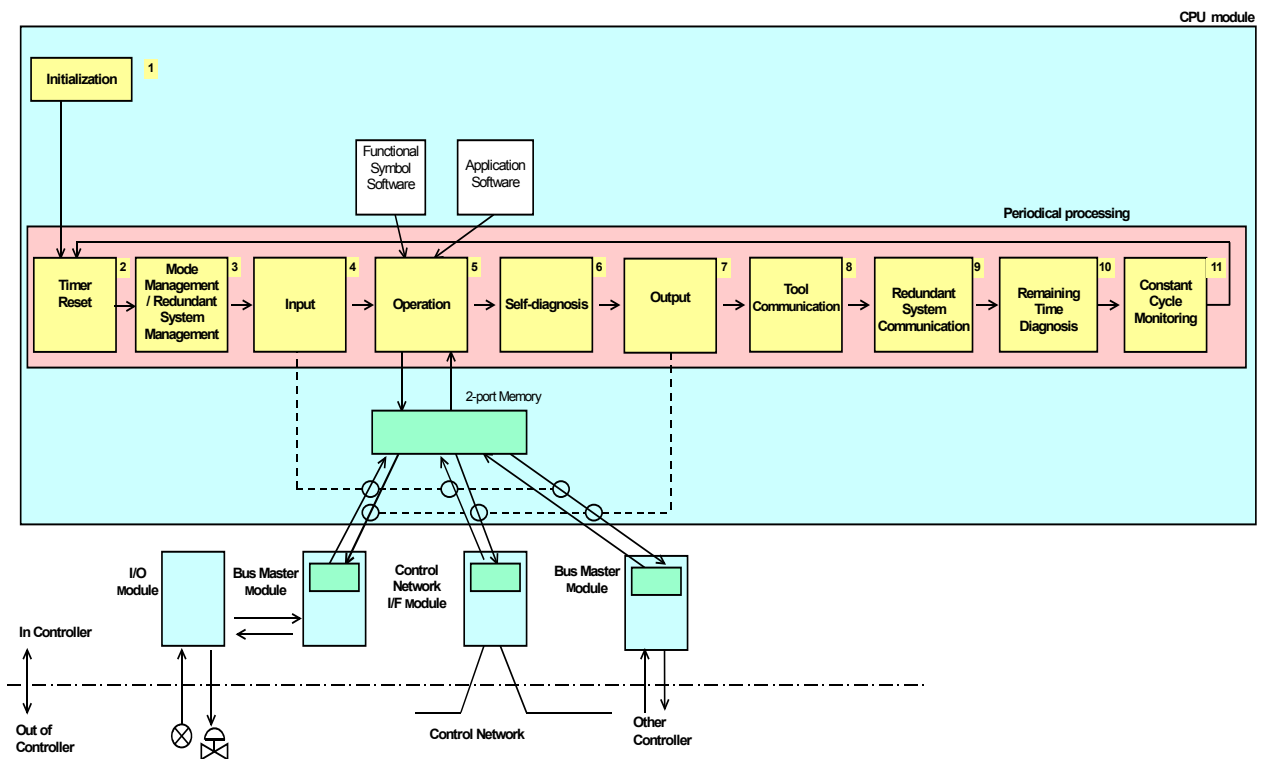 CPU module
Initialization
1
Functional
Symbol
Software
Application
Software
Periodical processing
Timer
Reset
2
Mode
Management
/ Redundant
System
Management
3
Input
4
Operation
5
Self-diagnosis
6
Output
7
Tool
Communication
8
Redundant
System
Communication
9
Remaining
Time
Diagnosis
10
Constant
Cycle
Monitoring
11
2-port Memory
I/O
Module
Bus Master
Module
Control
Network
I/F Module
Bus Master
Module
In Controller
Out of
Controller
Control Network
Other
Controller